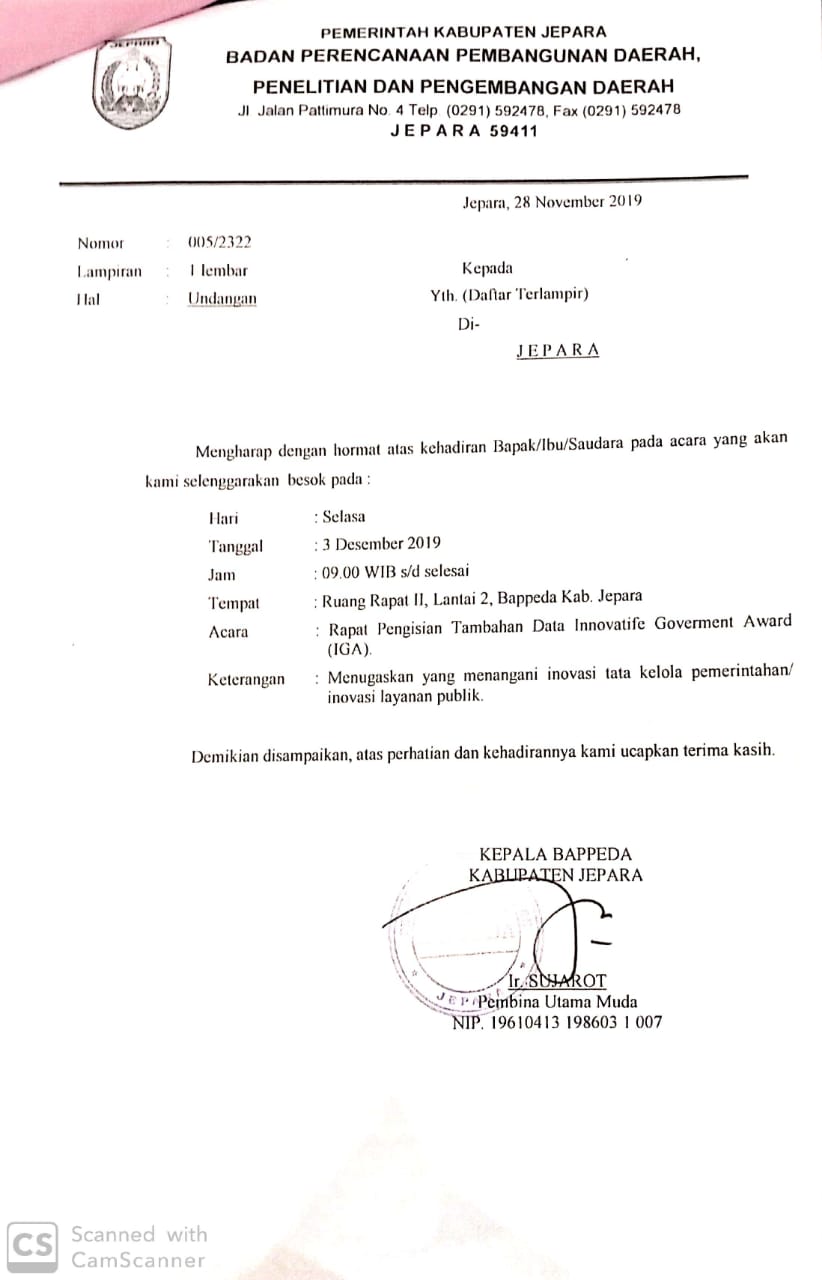 JEPARA
PEMERINTAH KABUPATEN JEPARA
BADAN PERENCANAAN PEMBANGUNAN DAERAH,
PENELITIAN DAN PENGEMBANGAN DAERAH
Jl Jalan Pattimura No. 4 Telp. (0291) 592478, Fax (0291) 592478
J E P A R A 59411
Jepara, 28 November 2019
Nomor : 005/2322
Lampiran : 1 lembar
Hal : Undangan
Kepada
Yth. (Daftar Terlampir)
Di-
J E P A R A
Mengharap dengan hormat atas kehadiran Bapak/Ibu/Saudara pada acara yang akan
kami selenggarakan besok pada :
Hari : Selasa
Tanggal : 3 Desember 2019
Jam : 09.00 WIB s/d selesai
Tempat : Ruang Rapat II, Lantai 2, Bappeda Kab. Jepara
Acara : Rapat Pengisian Tambahan Data Innovatife Goverment Award
(IGA).
Keterangan : Menugaskan yang menangani inovasi tata kelola pemerintahan/
inovasi layanan publik.
Demikian disampaikan, atas perhatian dan kehadirannya kami ucapkan terima kasih.
KEPALA BAPPEDA
KABUPATEN JEPARA
Ir. SUJAROT
JEPARA
Pembina Utama Muda
NIP. 19610413 198603 1 007
CS Scanned with
CamScanner